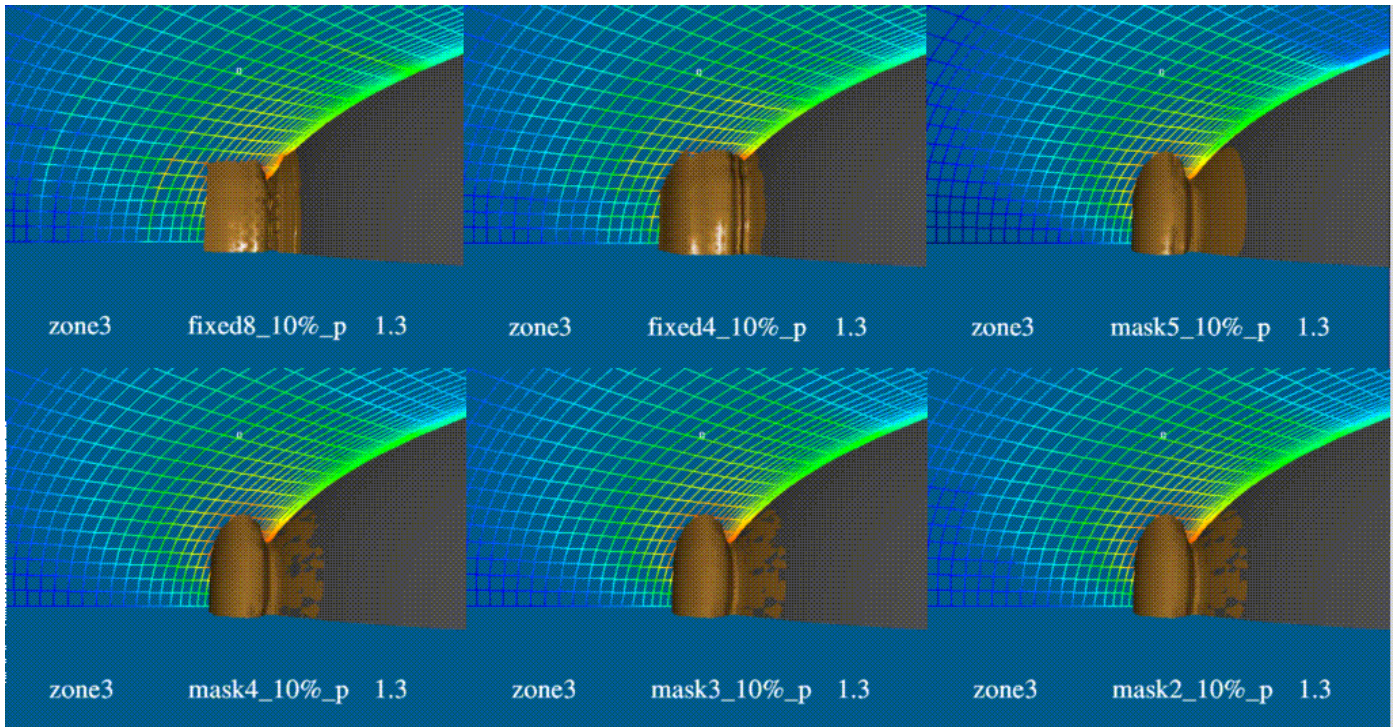 zone3 fixed8_10%_p 1.3
zone3 fixed4_10%_p 1.3
zone3 mask5_10%_p 1.3
zone3 mask4_10%_p 1.3
zone3 mask3_10%_p 1.3
zone3 mask2_10%_p 1.3